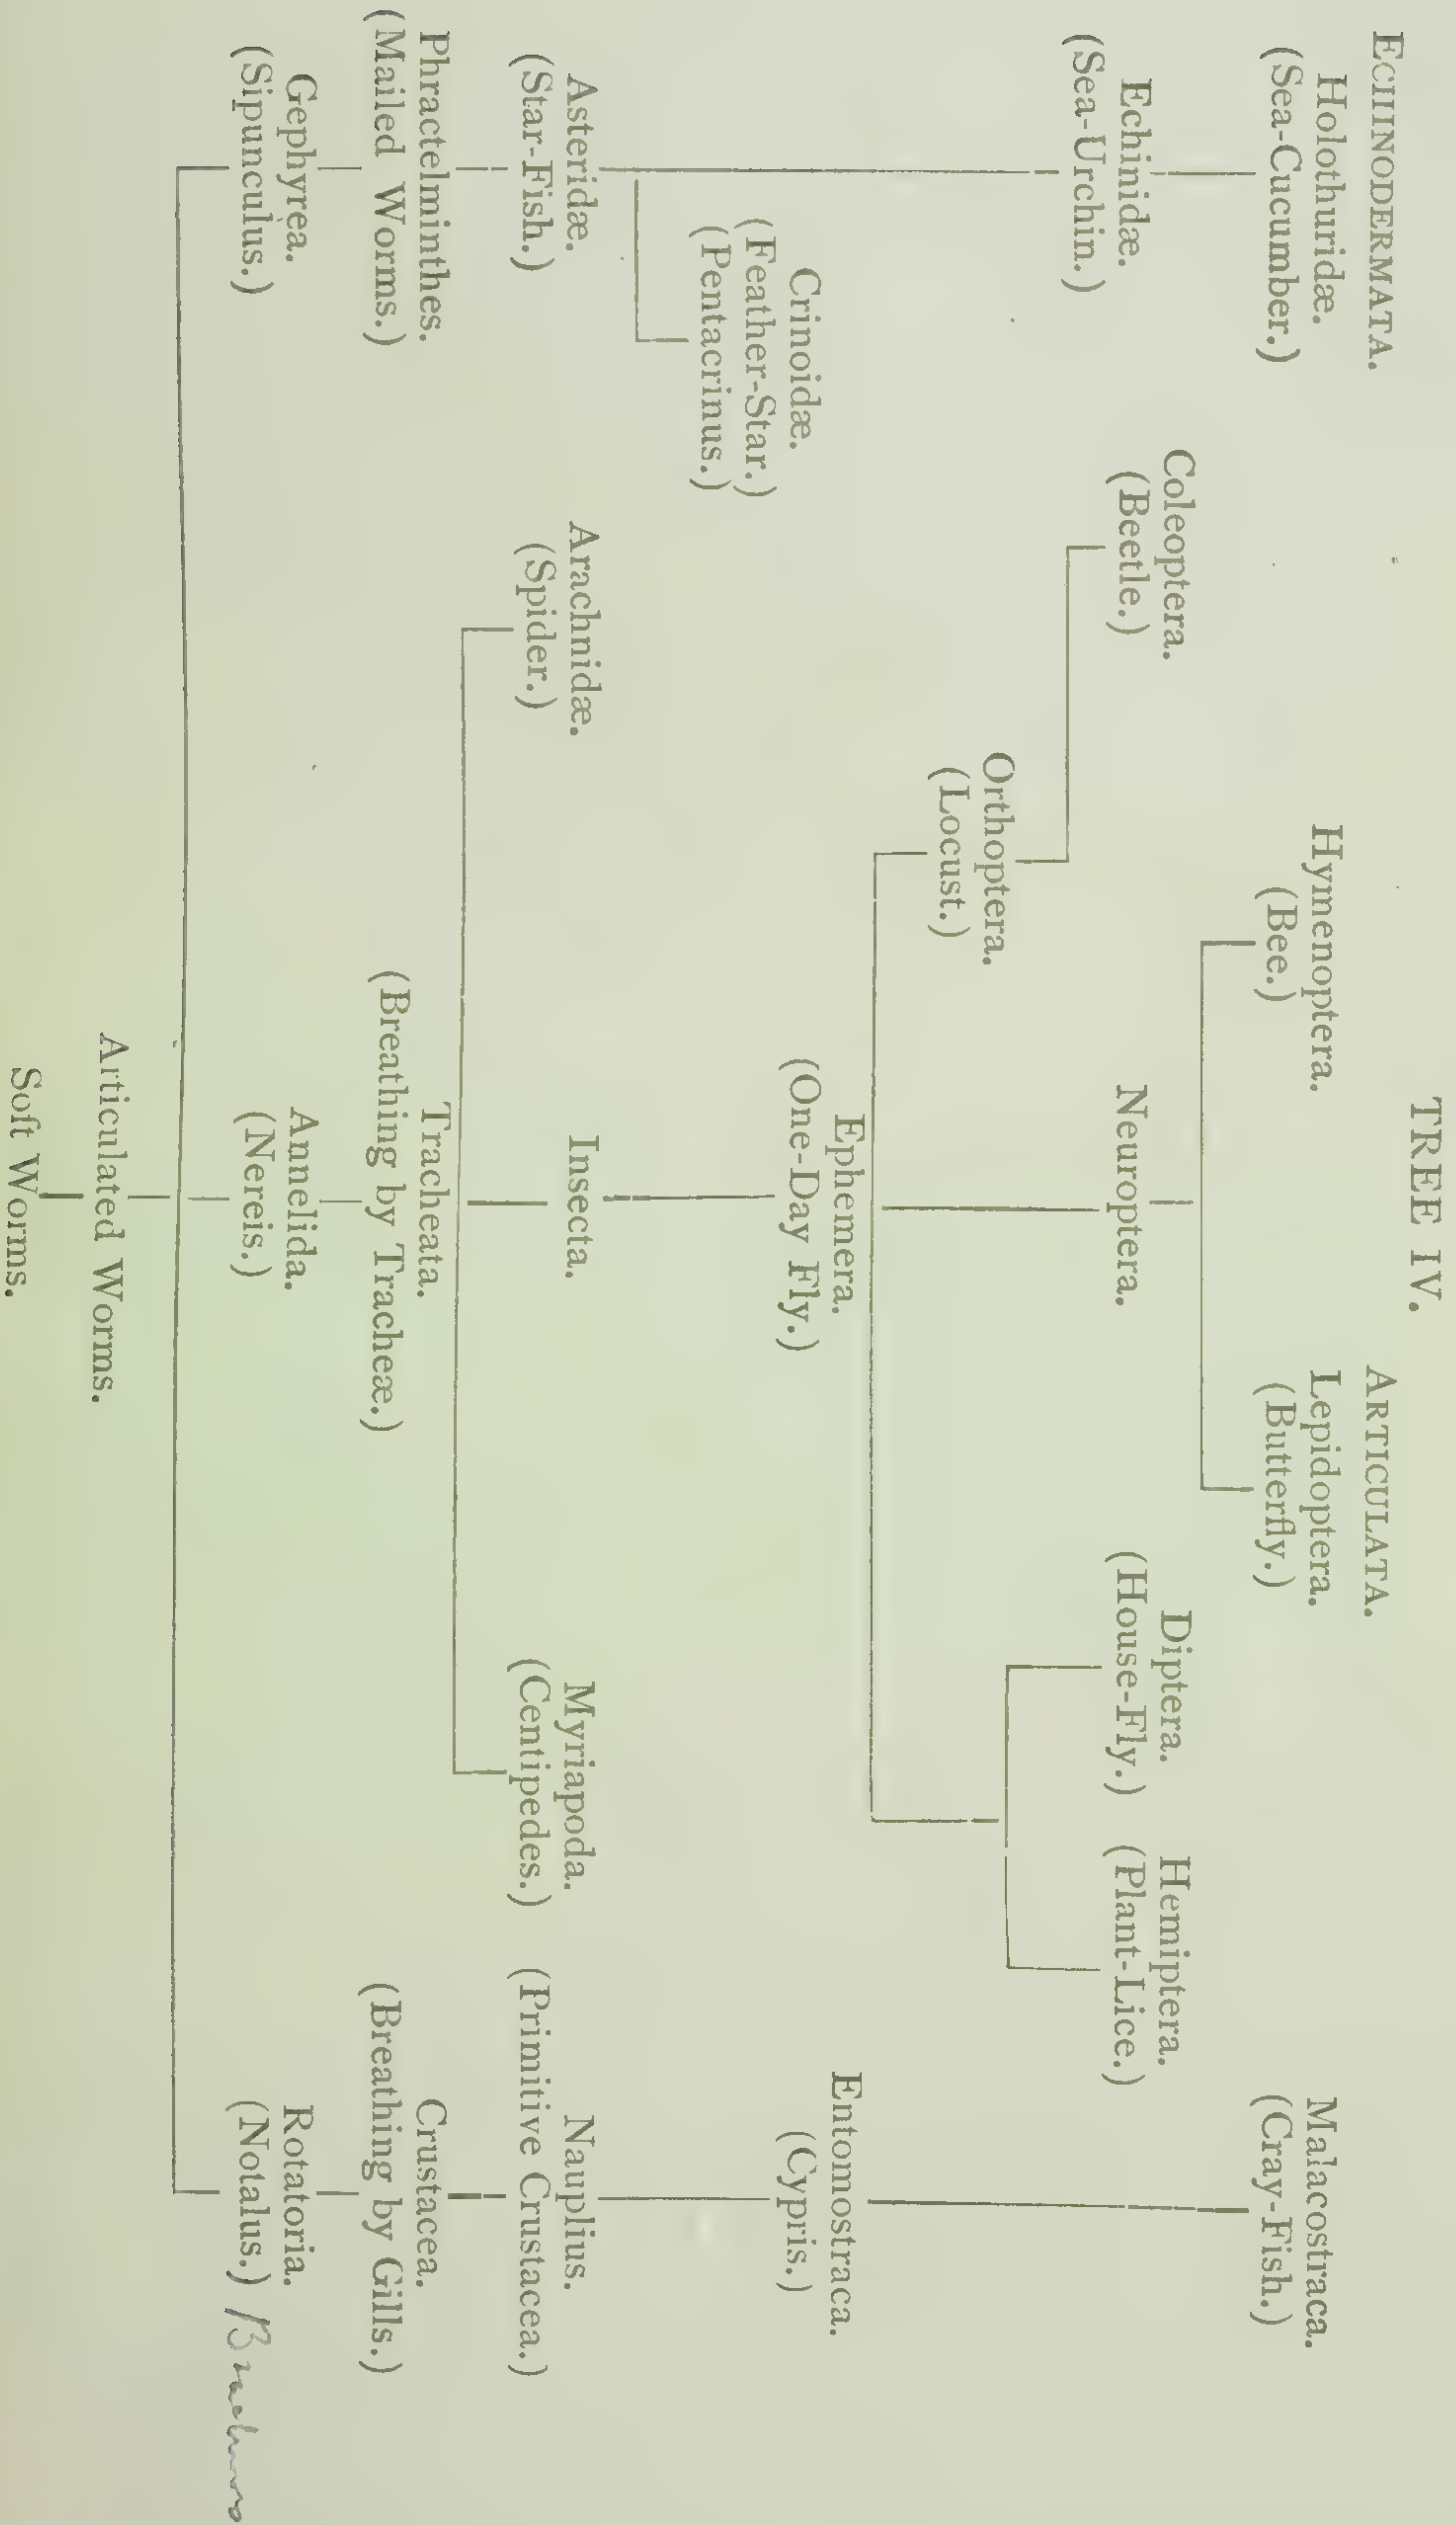 TREE IV.
ECHINODERMATA.
ARTICULATA.
Holothuridæ.
(Sea-Cucumber.)
Hymenoptera.
(Bee.)
Lepidoptera.
(Butterfly.)
Malacostraca.
(Cray-Fish.)
Echinidæ.
(Sea-Urchin.)
Coleoptera.
(Beetle.)
Neuroptera.
Diptera.
(House-Fly.)
Hemiptera.
(Plant-Lice.)
Orthoptera.
(Locust.)
Crinoidæ.
(Feather-Star.)
(Pentacrinus.)
Ephemera.
(One-Day Fly.)
Entomostraca.
(Cypris.)
Asteridæ.
(Star-Fish.)
Arachnidæ.
(Spider.)
Insecta.
Myriapoda.
(Centipedes.)
Nauplius.
(Primitive Crustacea.)
Phractelminthes.
(Mailed Worms.)
Tracheata.
(Breathing by Tracheæ.)
Crustacea.
(Breathing by Gills.)
Gephyrea.
(Sipunculus.)
Annelida.
(Nereis.)
Rotatoria.
(Notalus.)
Articulated Worms.
Soft Worms.